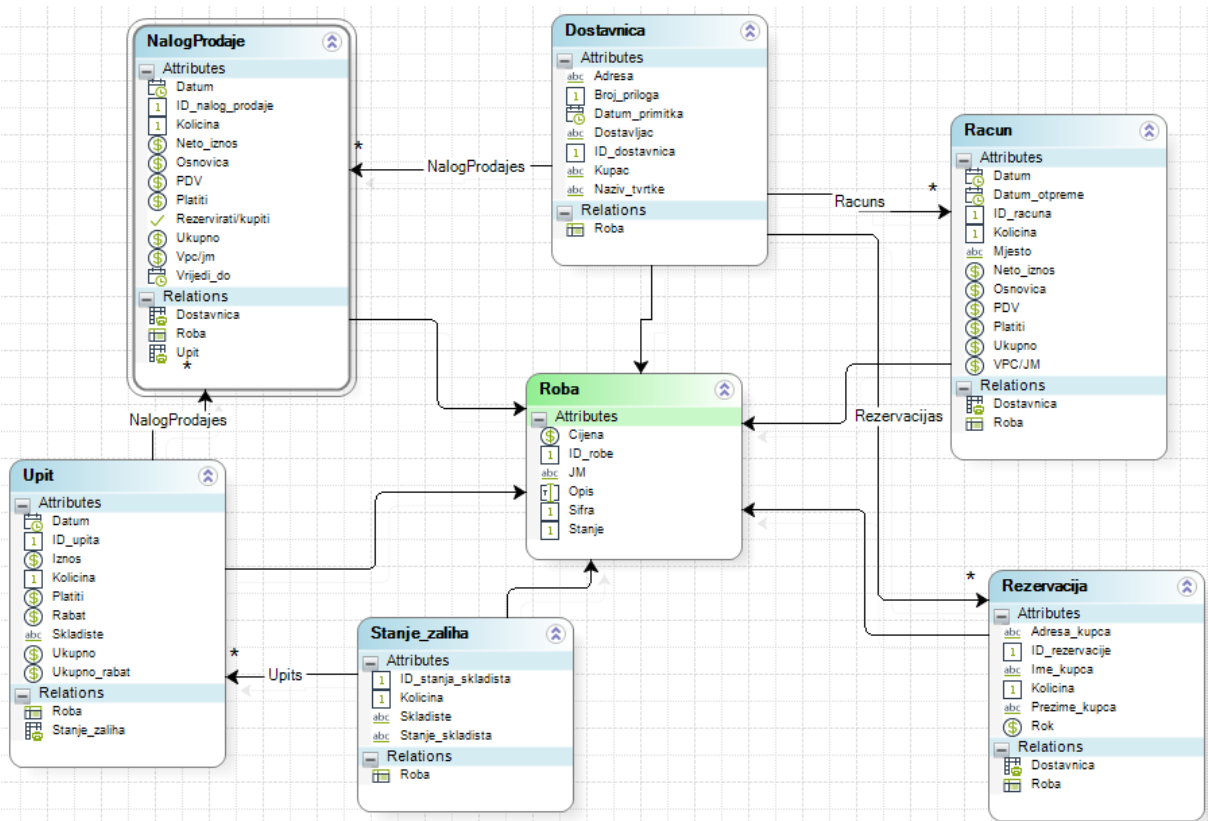 NalogProdaje
Attributes
Datum
ID_nalog_prodaje
Kolicina
Neto_iznos
Osnovica
PDV
Platiti
Rezervirati/kupiti
Ukupno
Vpc/jm
Vrijedi_do
Relations
Dostavnica
Roba
Upit
*
*
NalogProdajes
Dostavnica
Attributes
Adresa
Broj_priloga
Datum_primitka
Dostavljac
ID_dostavnica
Kupac
Naziv_tvrtke
Relations
Roba
Racuns
*
Racun
Attributes
Datum
Datum_otpreme
ID_racuna
Kolicina
Mjesto
Neto_iznos
Osnovica
PDV
Platiti
Ukupno
VPC/JM
Relations
Dostavnica
Roba
NalogProdajes
Roba
Attributes
Cijena
ID_robe
JM
Opis
Sifra
Stanje
Rezervacijas
*
Upit
Attributes
Datum
ID_upita
Iznos
Kolicina
Platiti
Rabat
Skladiste
Ukupno
Ukupno_rabat
Relations
Roba
Stanje_zaliha
*
Upits
Stanje_zaliha
Attributes
ID_stanja_skladista
Kolicina
Skladiste
Stanje_skladista
Relations
Roba
Rezervacija
Attributes
Adresa_kupca
ID_rezervacije
Ime_kupca
Kolicina
Prezime_kupca
Rok
Relations
Dostavnica
Roba